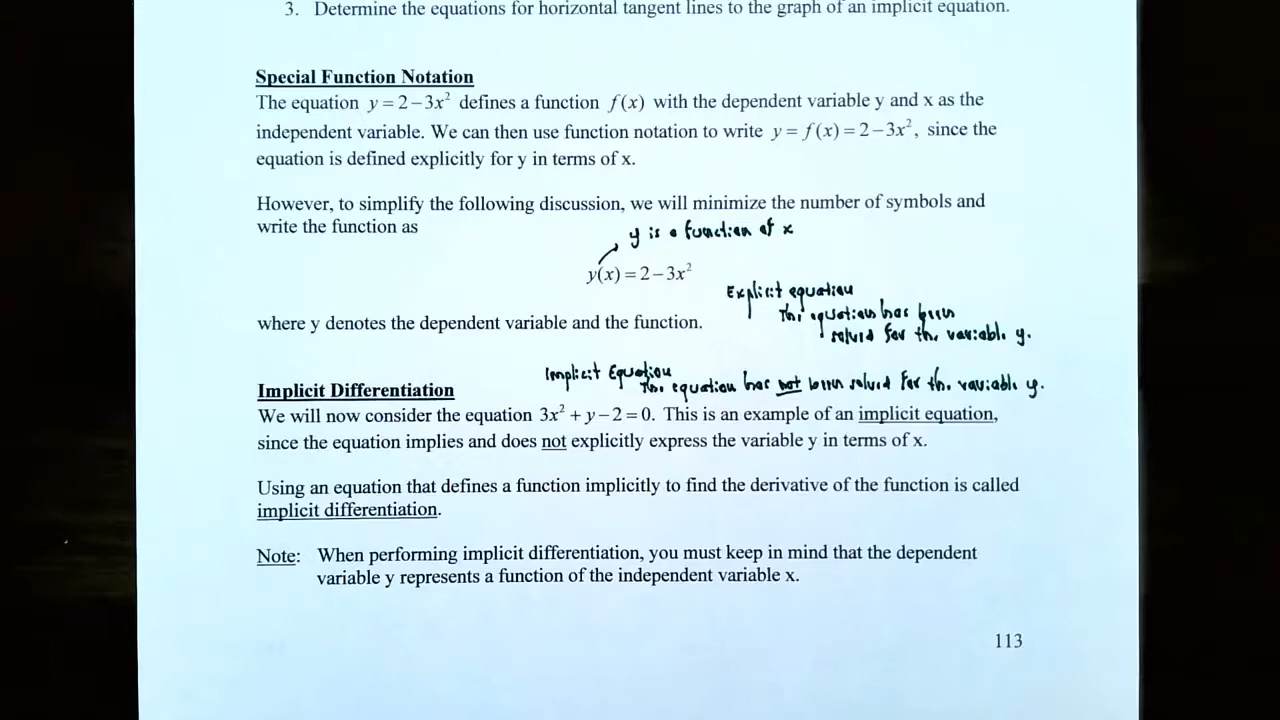 3. Determine the equations for horizontal tangent lines to the graph of an implicit equation.
Special Function Notation
The equation y = 2 − 3x² defines a function f(x) with the dependent variable y and x as the
independent variable. We can then use function notation to write y = f(x) = 2 − 3x², since the
equation is defined explicitly for y in terms of x.
However, to simplify the following discussion, we will minimize the number of symbols and
write the function as
y is a function of x
y(x) = 2 − 3x²
Explicit equation
The equation has been
solved for the variable y.
where y denotes the dependent variable and the function.
Implicit Equation
The equation has not been solved for the variable y.
Implicit Differentiation
We will now consider the equation 3x² + y − 2 = 0. This is an example of an implicit equation,
since the equation implies and does not explicitly express the variable y in terms of x.
Using an equation that defines a function implicitly to find the derivative of the function is called
implicit differentiation.
Note: When performing implicit differentiation, you must keep in mind that the dependent
variable y represents a function of the independent variable x.
113